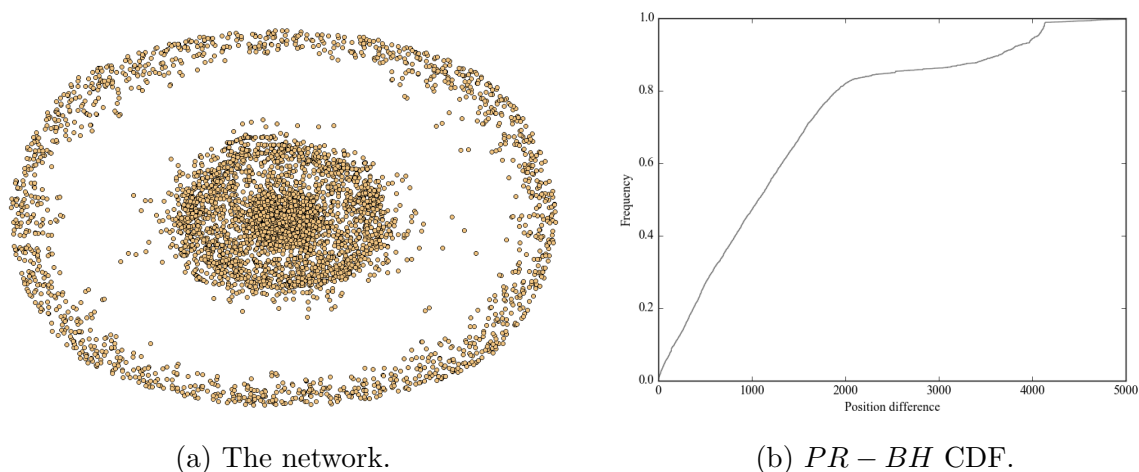 1.0
0.8
0.6
0.4
0.2
0.0
Frequency
0 1000 2000 3000 4000 5000
Position difference
(a) The network.
(b) PR − BH CDF.